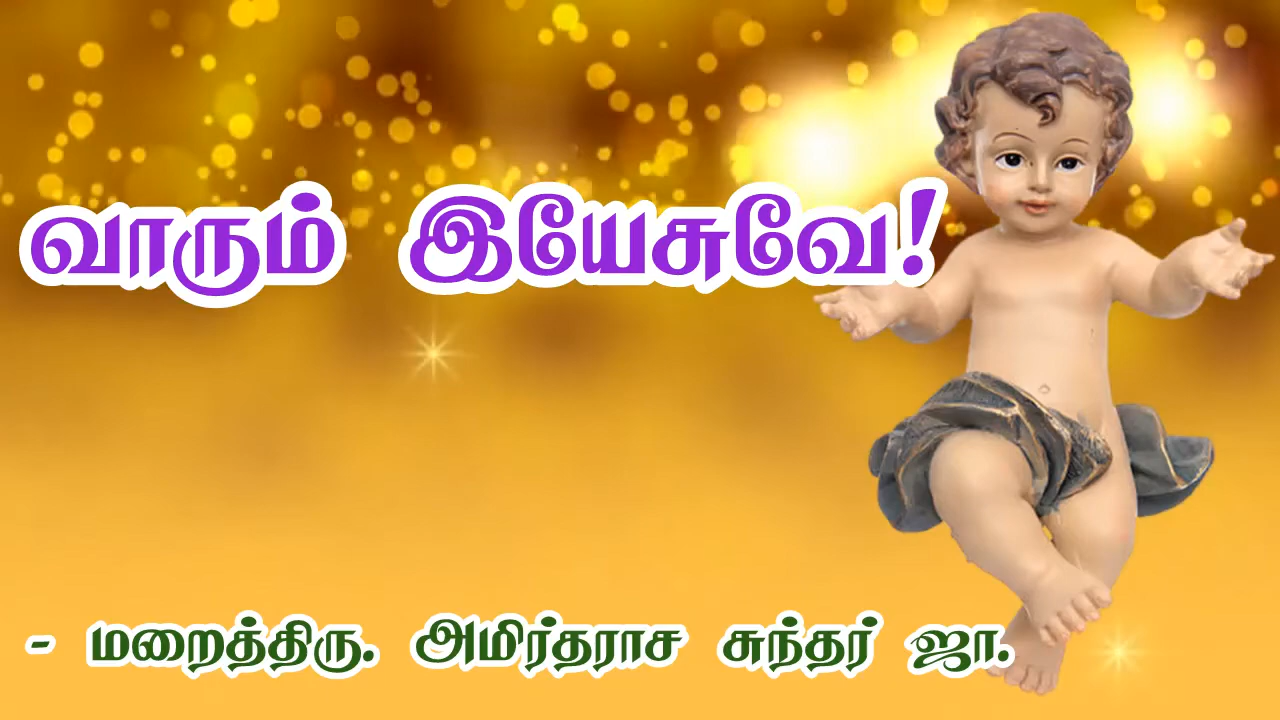 வாரும் இயேசுவே!
- மறைத்திரு. அமிர்தராச சுந்தர் ஜா.